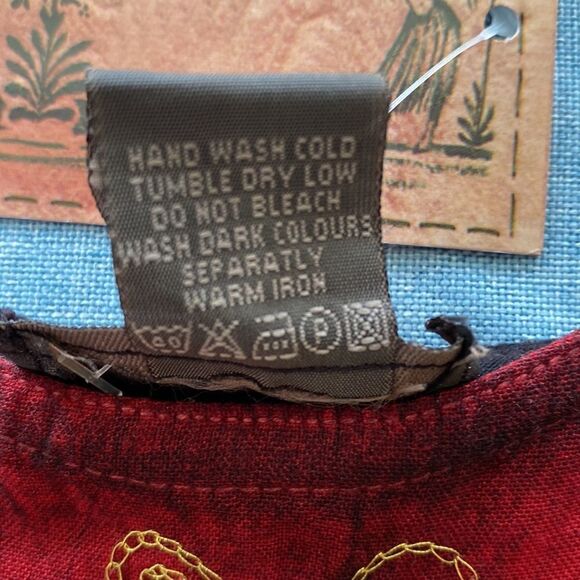 HAND WASH COLD
TUMBLE DRY LOW
DO NOT BLEACH
WASH DARK COLOURS
SEPARATLY
WARM IRON
P